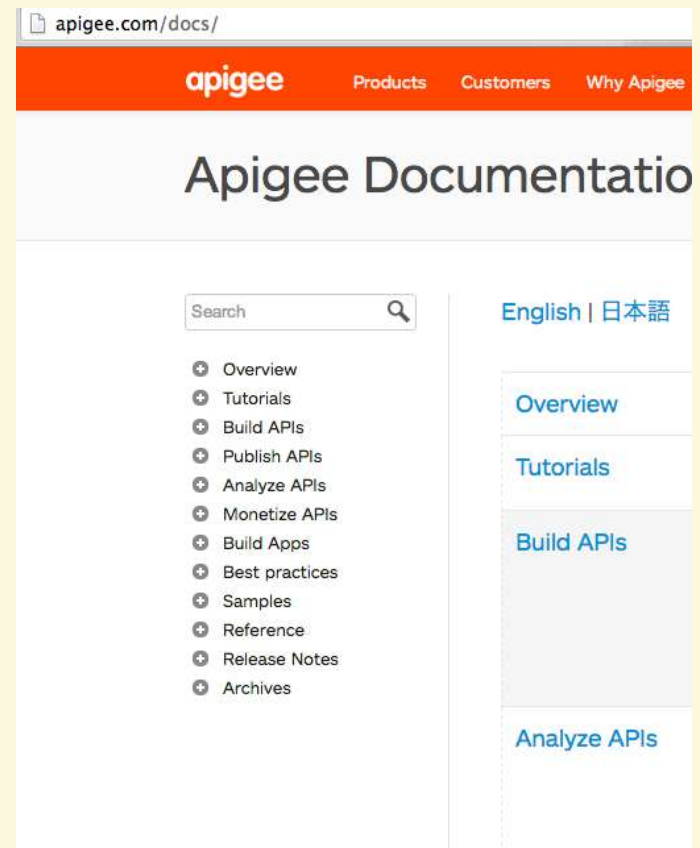 apigee.com/docs/
apigee Products Customers Why Apigee
Apigee Documentatio
Search
Overview
Tutorials
Build APIs
Publish APIs
Analyze APIs
Monetize APIs
Build Apps
Best practices
Samples
Reference
Release Notes
Archives
English | 日本語
Overview
Tutorials
Build APIs
Analyze APIs